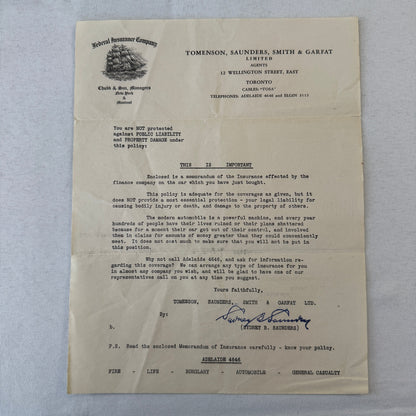 Federal Insurance Company
Chubb & Son, Managers
New York
&
Montreal
TOMENSON, SAUNDERS, SMITH & GARFAT
LIMITED
AGENTS
12 WELLINGTON STREET, EAST
TORONTO
CABLES: "TOSA"
TELEPHONES: ADELAIDE 4646 and ELGIN 5113
You are NOT protected
against PUBLIC LIABILITY
and PROPERTY DAMAGE under
this policy:
THIS IS IMPORTANT
Enclosed is a memorandum of the Insurance effected by the
finance company on the car which you have just bought.
This policy is adequate for the coverages as given, but it
does NOT provide a most essential protection - your legal liability for
causing bodily injury or death, and damage to the property of others.
The modern automobile is a powerful machine, and every year
hundreds of people have their lives ruined or their plans shattered
because for a moment their car got out of their control, and involved
them in claims for amounts of money greater than they could conveniently
meet. It does not cost much to make sure that you will not be put in
this position.
Why not call Adelaide 4646, and ask for information re-
garding this coverage? We can arrange any type of Insurance for you
in almost any company you wish, and will be glad to have one of our
representatives call on you at any time you suggest.
Yours faithfully,
TOMENSON, SAUNDERS, SMITH & GARFAT LTD.
By:
Sydney B. Saunders
b.
(SYDNEY B. SAUNDERS)
P.S. Read the enclosed Memorandum of Insurance carefully - know your policy.
ADELAIDE 4646
FIRE - LIFE - BURGLARY - AUTOMOBILE - GENERAL CASUALTY